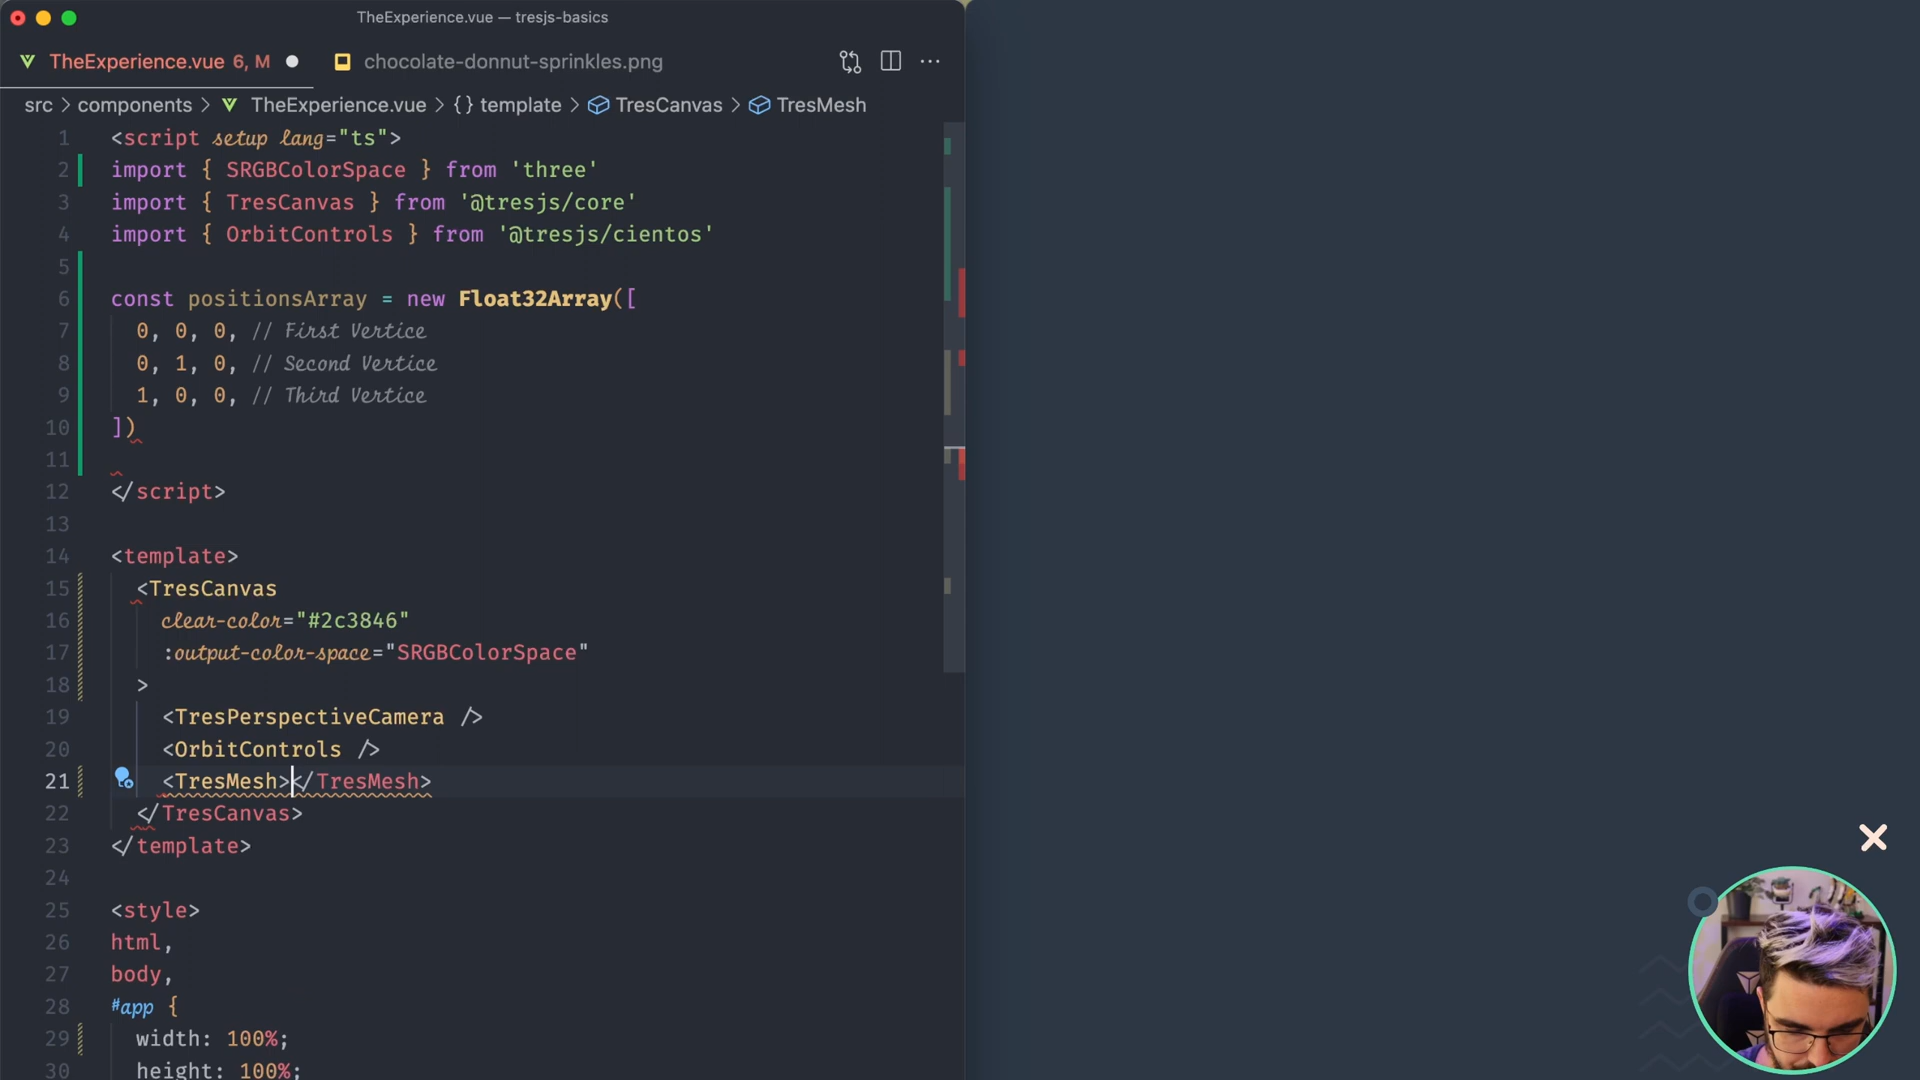 TheExperience.vue — tresjs-basics
TheExperience.vue 6, M
chocolate-donnut-sprinkles.png
src > components > TheExperience.vue > {} template > TresCanvas > TresMesh
1 <script setup lang="ts">
2 import { SRGBColorSpace } from 'three'
3 import { TresCanvas } from '@tresjs/core'
4 import { OrbitControls } from '@tresjs/cientos'
5
6 const positionsArray = new Float32Array([
7 0, 0, 0, // First Vertice
8 0, 1, 0, // Second Vertice
9 1, 0, 0, // Third Vertice
10 ])
11
12 </script>
13
14 <template>
15 <TresCanvas
16 clear-color="#2c3846"
17 :output-color-space="SRGBColorSpace"
18 >
19 <TresPerspectiveCamera />
20 <OrbitControls />
21 <TresMesh></TresMesh>
22 </TresCanvas>
23 </template>
24
25 <style>
26 html,
27 body,
28 #app {
29 width: 100%;
30 height: 100%;